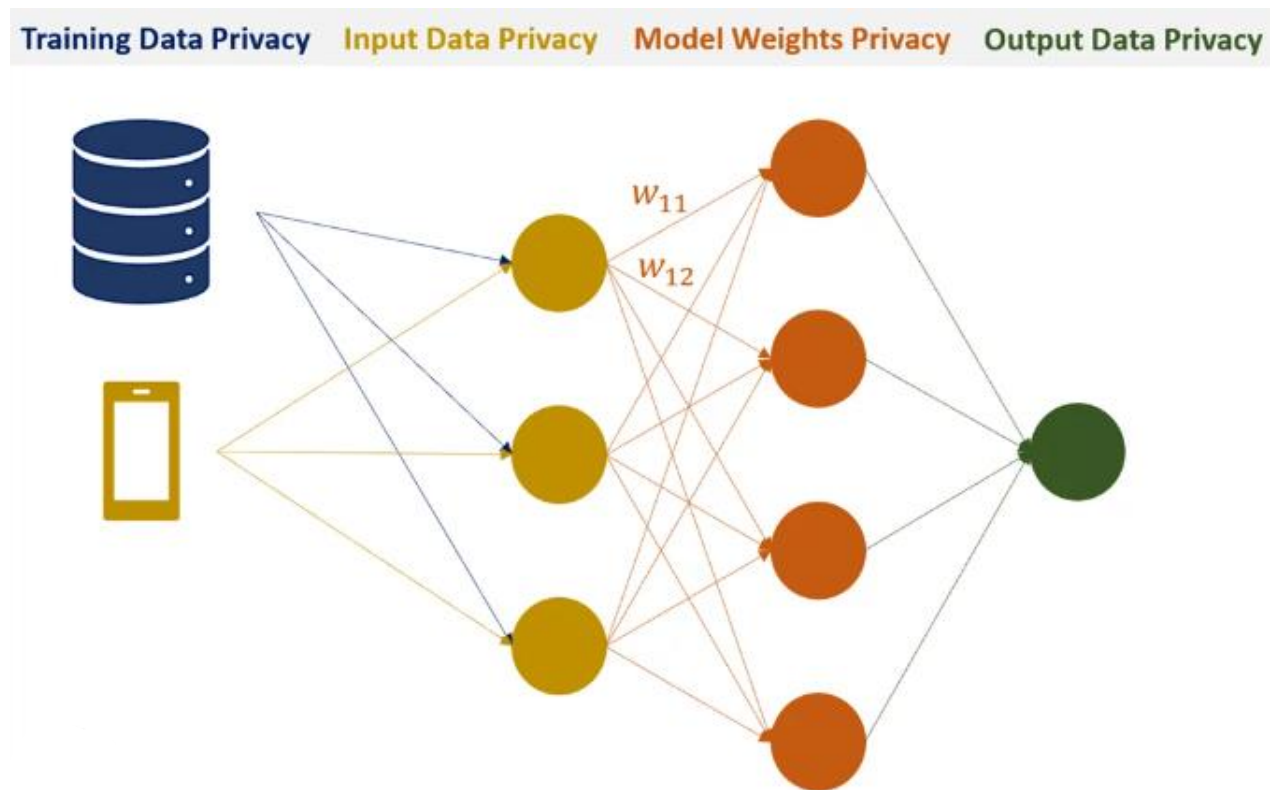 Training Data Privacy Input Data Privacy Model Weights Privacy Output Data Privacy
w₁₁
w₁₂